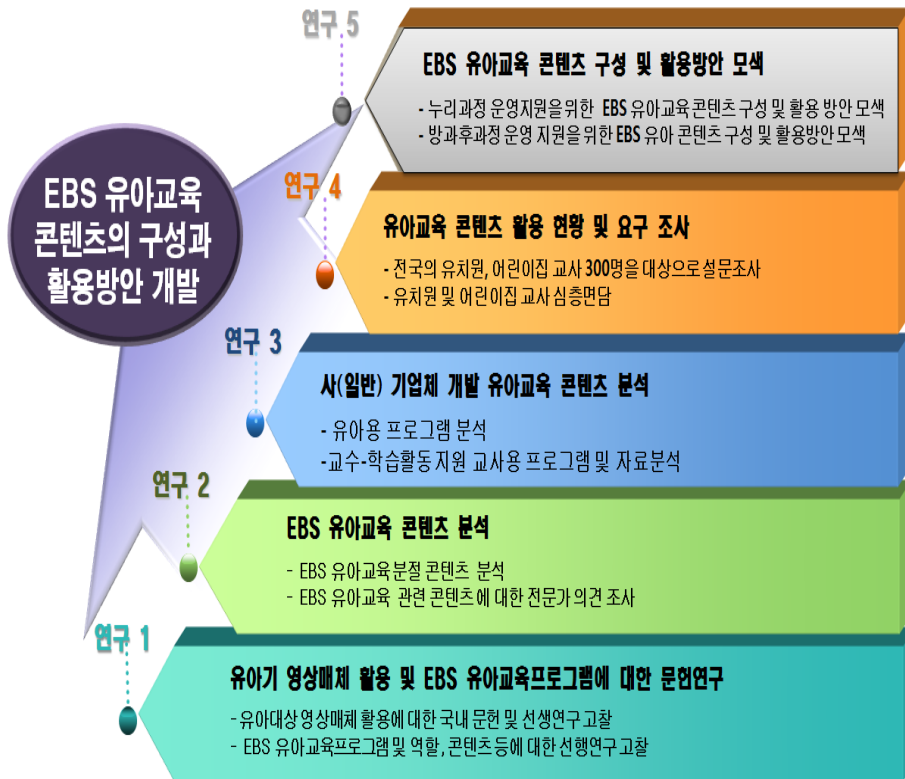 연구 5
EBS 유아교육 콘텐츠 구성 및 활용방안 모색
- 누리과정 운영지원을위한 EBS 유아교육콘텐츠 구성 및 활용 방안 모색
- 방과후과정 운영 지원을 위한 EBS 유아 콘텐츠 구성 및 활용방안 모색
EBS 유아교육
콘텐츠의 구성과
활용방안 개발
연구 4
유아교육 콘텐츠 활용 현황 및 요구 조사
- 전국의 유치원, 어린이집 교사 300명을 대상으로 설문조사
- 유치원 및 어린이집 교사 심층면담
연구 3
사(일반) 기업체 개발 유아교육 콘텐츠 분석
- 유아용 프로그램 분석
-교수-학습활동 지원 교사용 프로그램 및 자료분석
연구 2
EBS 유아교육 콘텐츠 분석
- EBS 유아교육 분절 콘텐츠 분석
- EBS 유아교육 관련 콘텐츠에 대한 전문가 의견 조사
연구 1
유아기 영상매체 활용 및 EBS 유아교육프로그램에 대한 문헌연구
- 유아대상 영상매체 활용에 대한 국내 문헌 및 선생연구 고찰
- EBS 유아교육프로그램 및 역할, 콘텐츠 등에 대한 선행연구 고찰